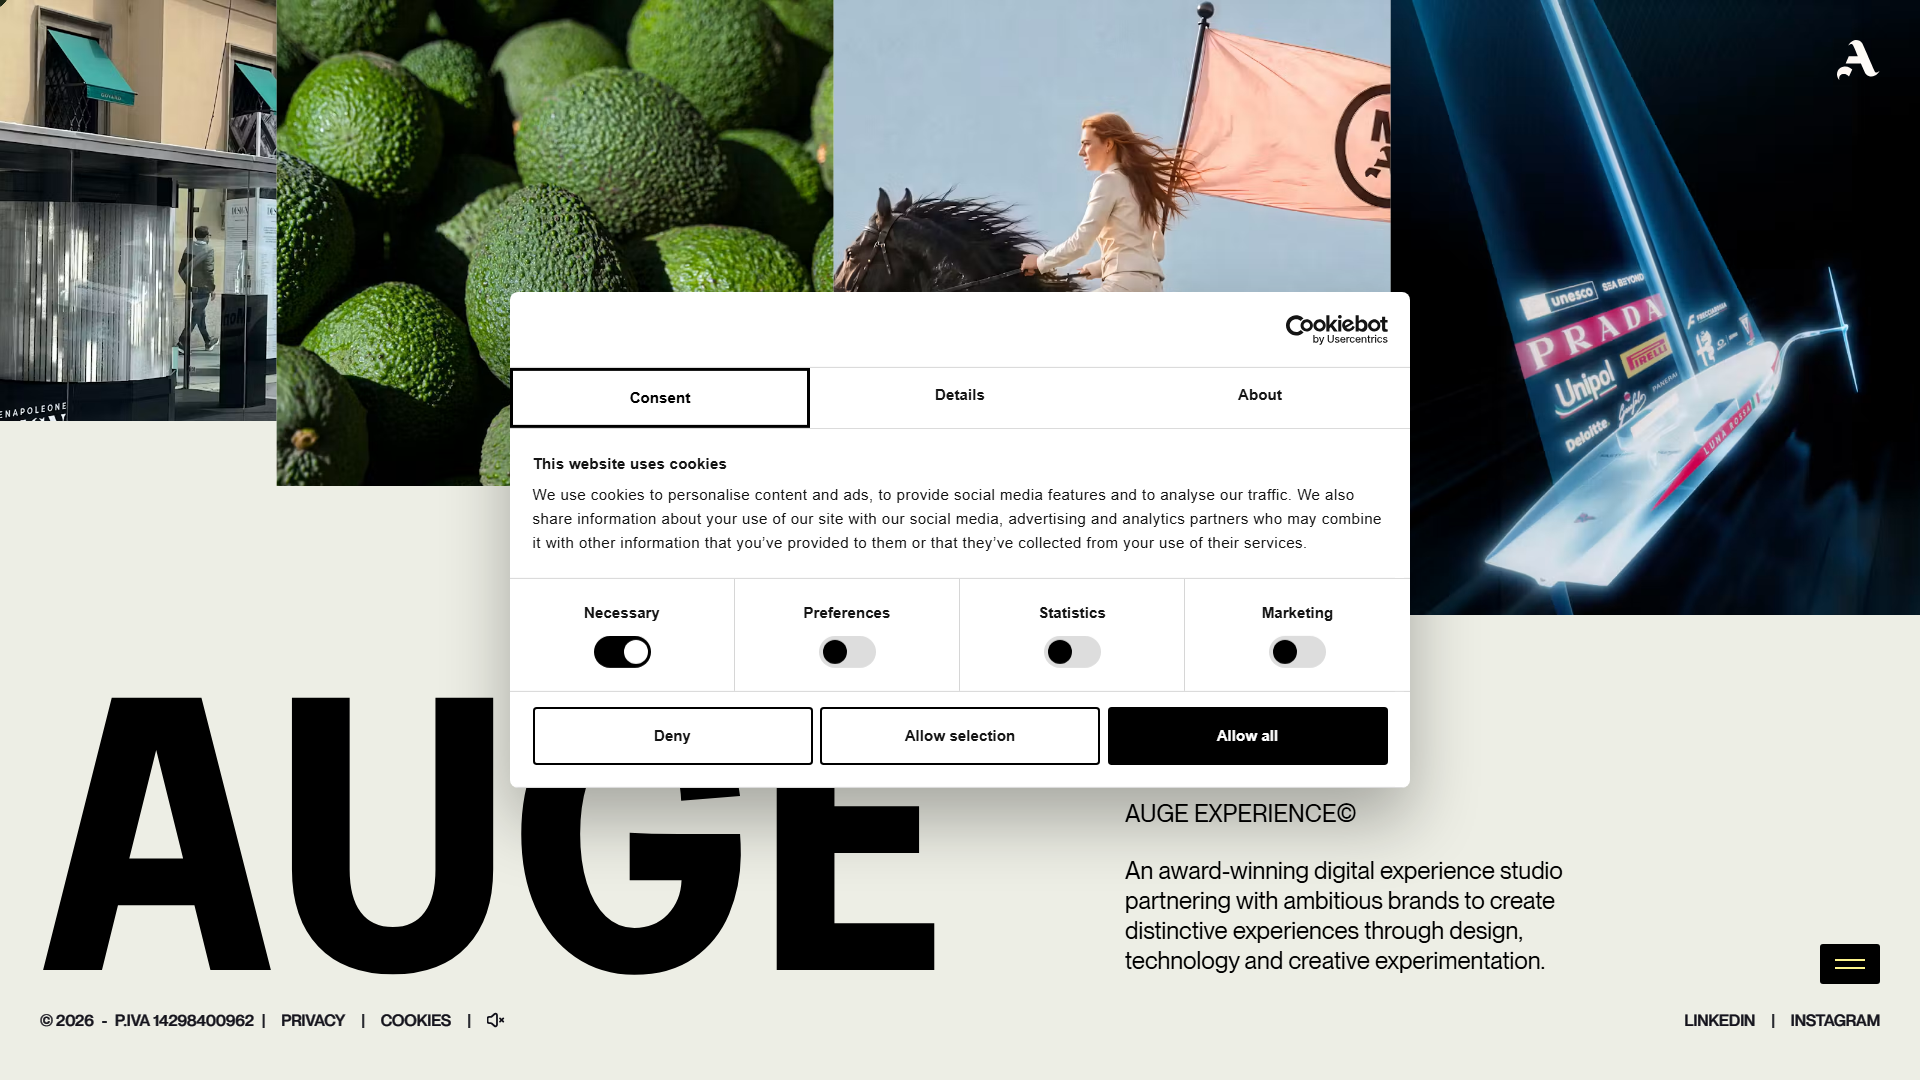 unesco
SEA BEYOND
PRADA
Unipol
PIRELLI
PANERAI
Deloitte.
LUNA ROSSA
Cookiebot
by Usercentrics
Consent
Details
About
This website uses cookies
We use cookies to personalise content and ads, to provide social media features and to analyse our traffic. We also
share information about your use of our site with our social media, advertising and analytics partners who may combine
it with other information that you’ve provided to them or that they’ve collected from your use of their services.
Necessary
Preferences
Statistics
Marketing
Deny
Allow selection
Allow all
AUGE
AUGE EXPERIENCE©
An award-winning digital experience studio
partnering with ambitious brands to create
distinctive experiences through design,
technology and creative experimentation.
© 2026 - P.IVA 14298400962 | PRIVACY | COOKIES |
LINKEDIN | INSTAGRAM